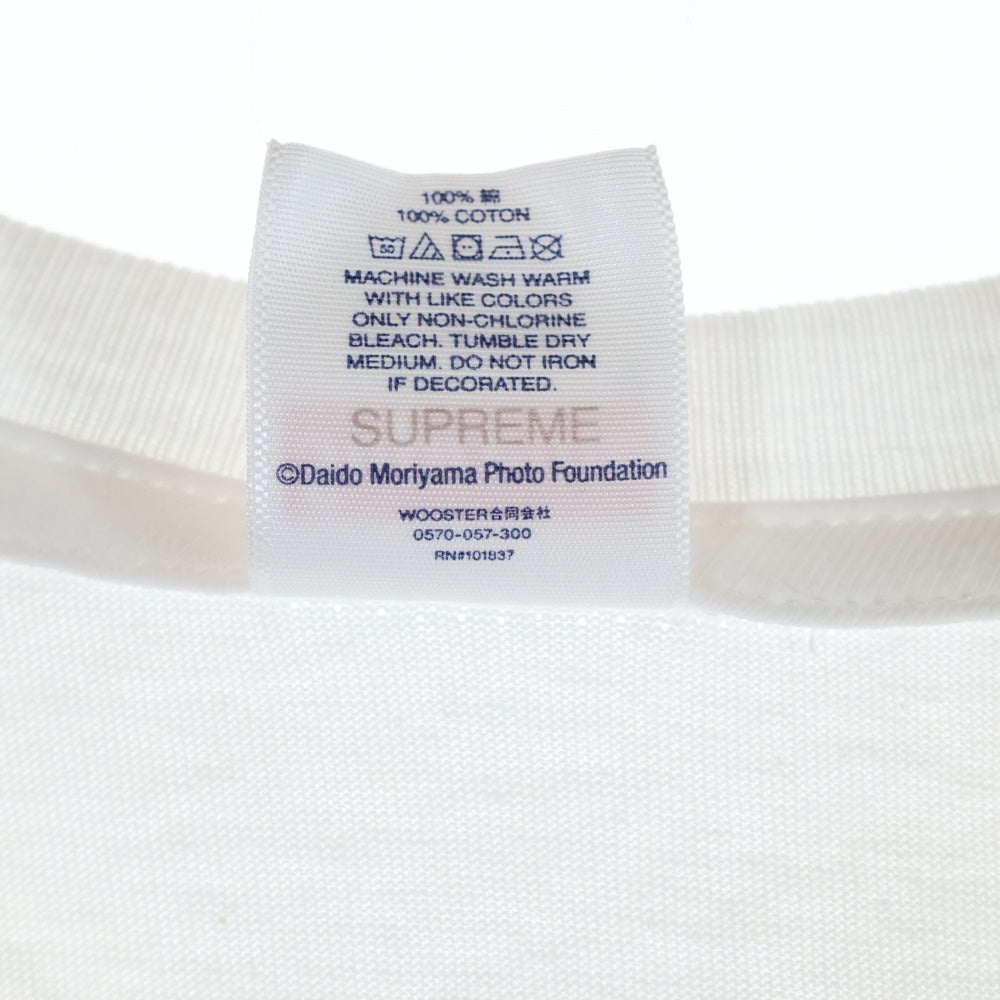 100% 綿
100% COTON
50
MACHINE WASH WARM
WITH LIKE COLORS
ONLY NON-CHLORINE
BLEACH. TUMBLE DRY
MEDIUM. DO NOT IRON
IF DECORATED.
SUPREME
©Daido Moriyama Photo Foundation
WOOSTER合同会社
0570-057-300
RN#101837